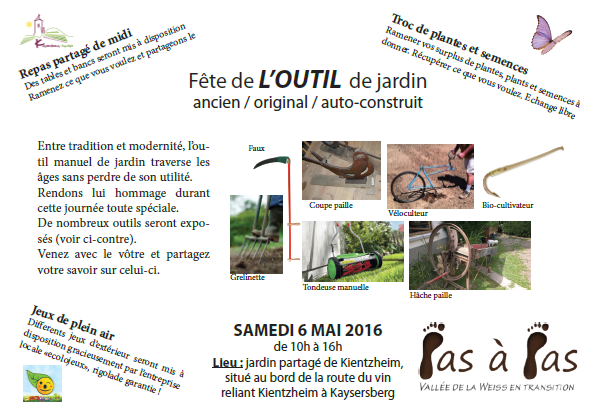 Repas partagé de midi
Des tables et bancs seront mis à disposition
Ramenez ce que vous voulez et partageons le
Troc de plantes et semences
Ramener vos surplus de plantes, plants et semences à
donner. Récupérer ce que vous voulez. Echange libre
Fête de L'OUTIL de jardin
ancien / original / auto-construit
Entre tradition et modernité, l'ou-
til manuel de jardin traverse les
âges sans perdre de son utilité.
Rendons lui hommage durant
cette journée toute spéciale.
De nombreux outils seront expo-
sés (voir ci-contre).
Venez avec le vôtre et partagez
votre savoir sur celui-ci.
Faux
Coupe paille
Véloculteur
Bio-cultivateur
Grelinette
Tondeuse manuelle
Hâche paille
Jeux de plein air
Differents jeux d'extérieur seront mis à
disposition gracieusement par l'entreprise
locale «ecolojeux», rigolade garantie !
SAMEDI 6 MAI 2016
de 10h à 16h
Lieu : jardin partagé de Kientzheim,
situé au bord de la route du vin
reliant Kientzheim à Kaysersberg
Pas à Pas
Vallée de la Weiss en transition